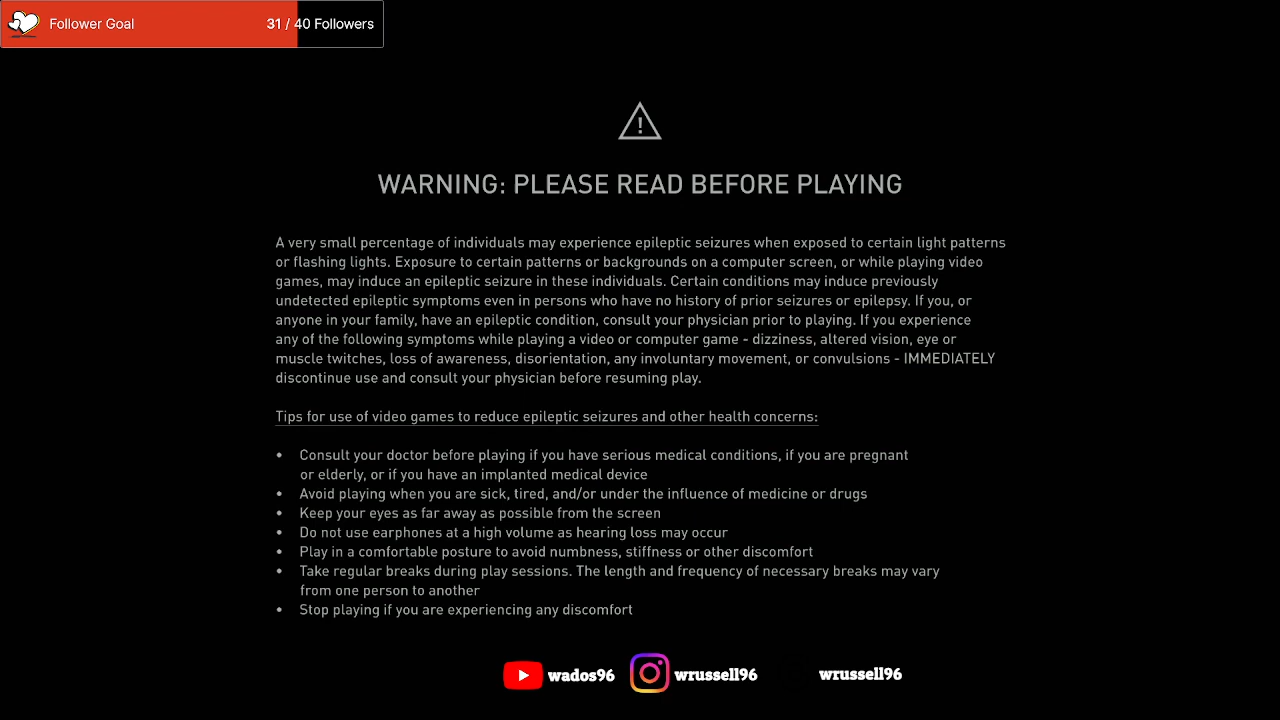 Follower Goal
31 / 40 Followers
WARNING: PLEASE READ BEFORE PLAYING
A very small percentage of individuals may experience epileptic seizures when exposed to certain light patterns
or flashing lights. Exposure to certain patterns or backgrounds on a computer screen, or while playing video
games, may induce an epileptic seizure in these individuals. Certain conditions may induce previously
undetected epileptic symptoms even in persons who have no history of prior seizures or epilepsy. If you, or
anyone in your family, have an epileptic condition, consult your physician prior to playing. If you experience
any of the following symptoms while playing a video or computer game - dizziness, altered vision, eye or
muscle twitches, loss of awareness, disorientation, any involuntary movement, or convulsions - IMMEDIATELY
discontinue use and consult your physician before resuming play.
Tips for use of video games to reduce epileptic seizures and other health concerns:
• Consult your doctor before playing if you have serious medical conditions, if you are pregnant
or elderly, or if you have an implanted medical device
• Avoid playing when you are sick, tired, and/or under the influence of medicine or drugs
• Keep your eyes as far away as possible from the screen
• Do not use earphones at a high volume as hearing loss may occur
• Play in a comfortable posture to avoid numbness, stiffness or other discomfort
• Take regular breaks during play sessions. The length and frequency of necessary breaks may vary
from one person to another
• Stop playing if you are experiencing any discomfort
wados96
wrussell96
wrussell96